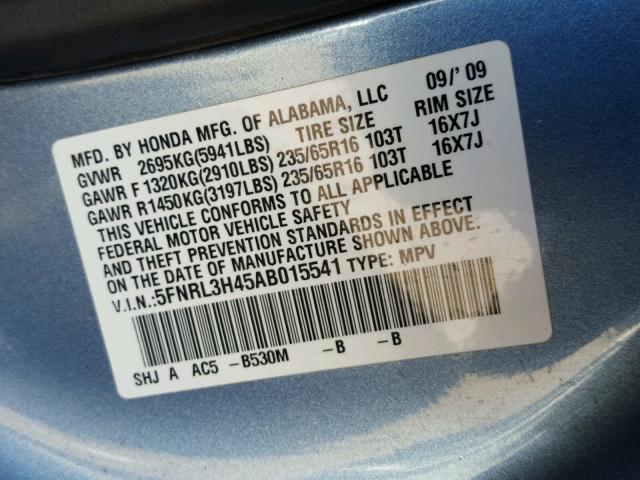 MFD. BY HONDA MFG. OF ALABAMA, LLC 09/'09
GVWR 2695KG(5941LBS) TIRE SIZE RIM SIZE
GAWR F 1320KG(2910LBS) 235/65R16 103T 16X7J
GAWR R 1450KG(3197LBS) 235/65R16 103T 16X7J
THIS VEHICLE CONFORMS TO ALL APPLICABLE
FEDERAL MOTOR VEHICLE SAFETY
AND THEFT PREVENTION STANDARDS IN EFFECT
ON THE DATE OF MANUFACTURE SHOWN ABOVE.
V.I.N.:5FNRL3H45AB015541 TYPE: MPV
SHJ A AC5 -B530M -B -B